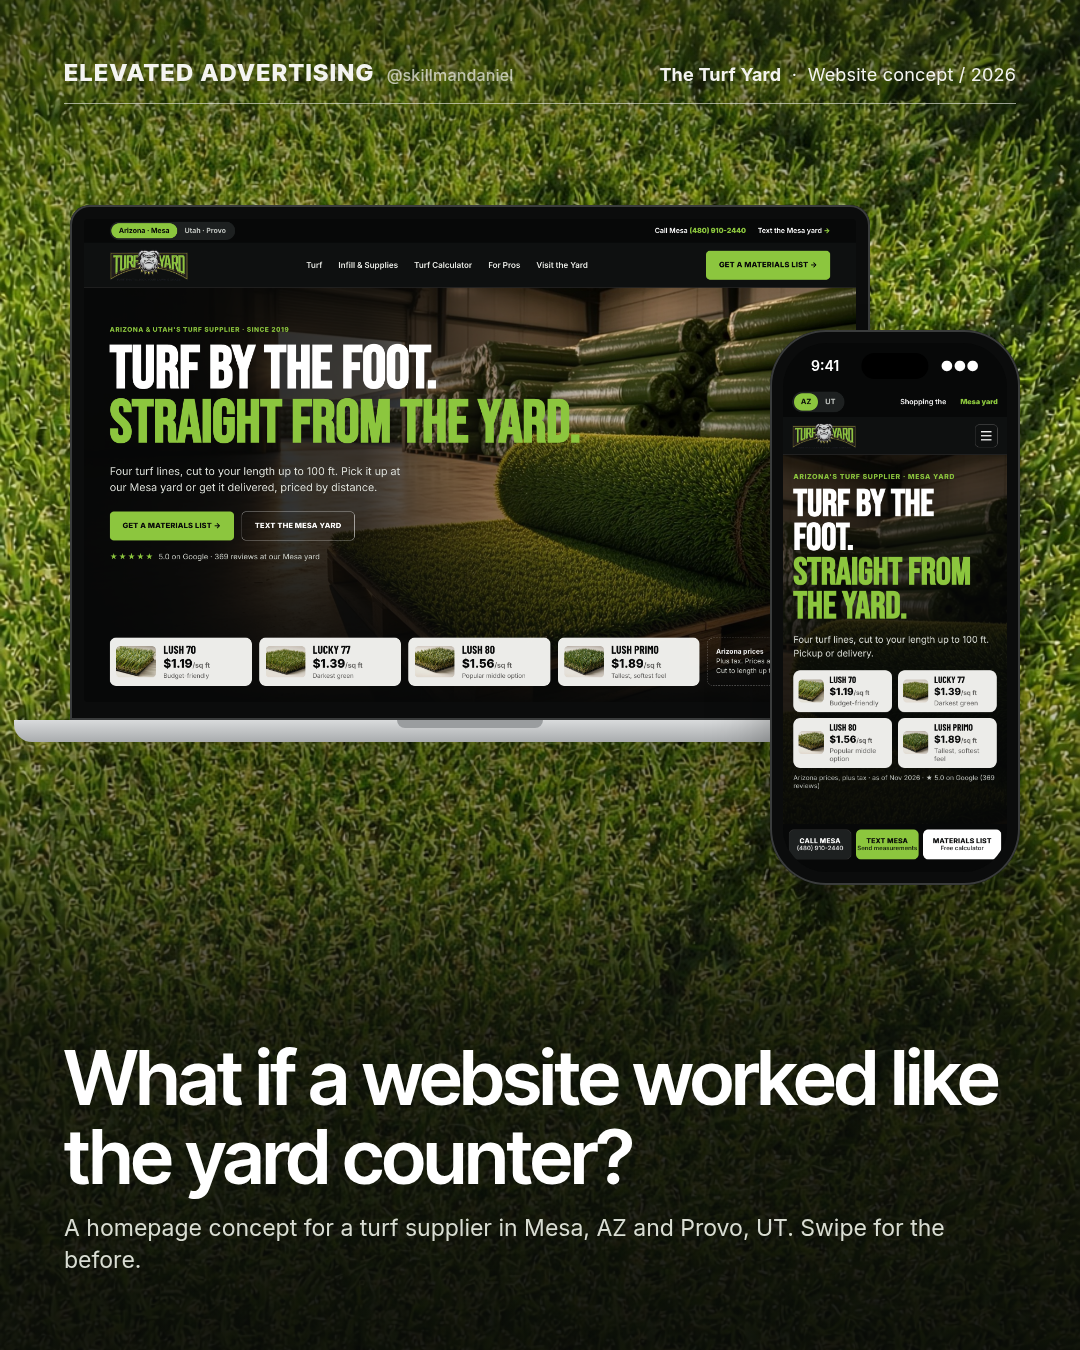 ELEVATED ADVERTISING @skillmandaniel
The Turf Yard · Website concept / 2026
Arizona · Mesa Utah · Provo
Call Mesa (480) 910-2440 Text the Mesa yard →
TURF YARD
Turf Infill & Supplies Turf Calculator For Pros Visit the Yard
GET A MATERIALS LIST →
ARIZONA & UTAH'S TURF SUPPLIER · SINCE 2019
TURF BY THE FOOT.
STRAIGHT FROM THE YARD.
Four turf lines, cut to your length up to 100 ft. Pick it up at
our Mesa yard or get it delivered, priced by distance.
GET A MATERIALS LIST → TEXT THE MESA YARD
★★★★★ 5.0 on Google · 369 reviews at our Mesa yard
LUSH 70
$1.19/sq ft
Budget-friendly
LUCKY 77
$1.39/sq ft
Darkest green
LUSH 80
$1.56/sq ft
Popular middle option
LUSH PRIMO
$1.89/sq ft
Tallest, softest feel
Arizona prices
Plus tax. Prices a
Cut to length up t
9:41
AZ UT Shopping the Mesa yard
TURF YARD
ARIZONA'S TURF SUPPLIER · MESA YARD
TURF BY THE
FOOT.
STRAIGHT FROM
THE YARD.
Four turf lines, cut to your length up to 100 ft.
Pickup or delivery.
LUSH 70
$1.19/sq ft
Budget-friendly
LUCKY 77
$1.39/sq ft
Darkest green
LUSH 80
$1.56/sq ft
Popular middle
option
LUSH PRIMO
$1.89/sq ft
Tallest, softest
feel
Arizona prices, plus tax · as of Nov 2026 · ★ 5.0 on Google (369
reviews)
CALL MESA
(480) 910-2440
TEXT MESA
Send measurements
MATERIALS LIST
Free calculator
What if a website worked like
the yard counter?
A homepage concept for a turf supplier in Mesa, AZ and Provo, UT. Swipe for the
before.